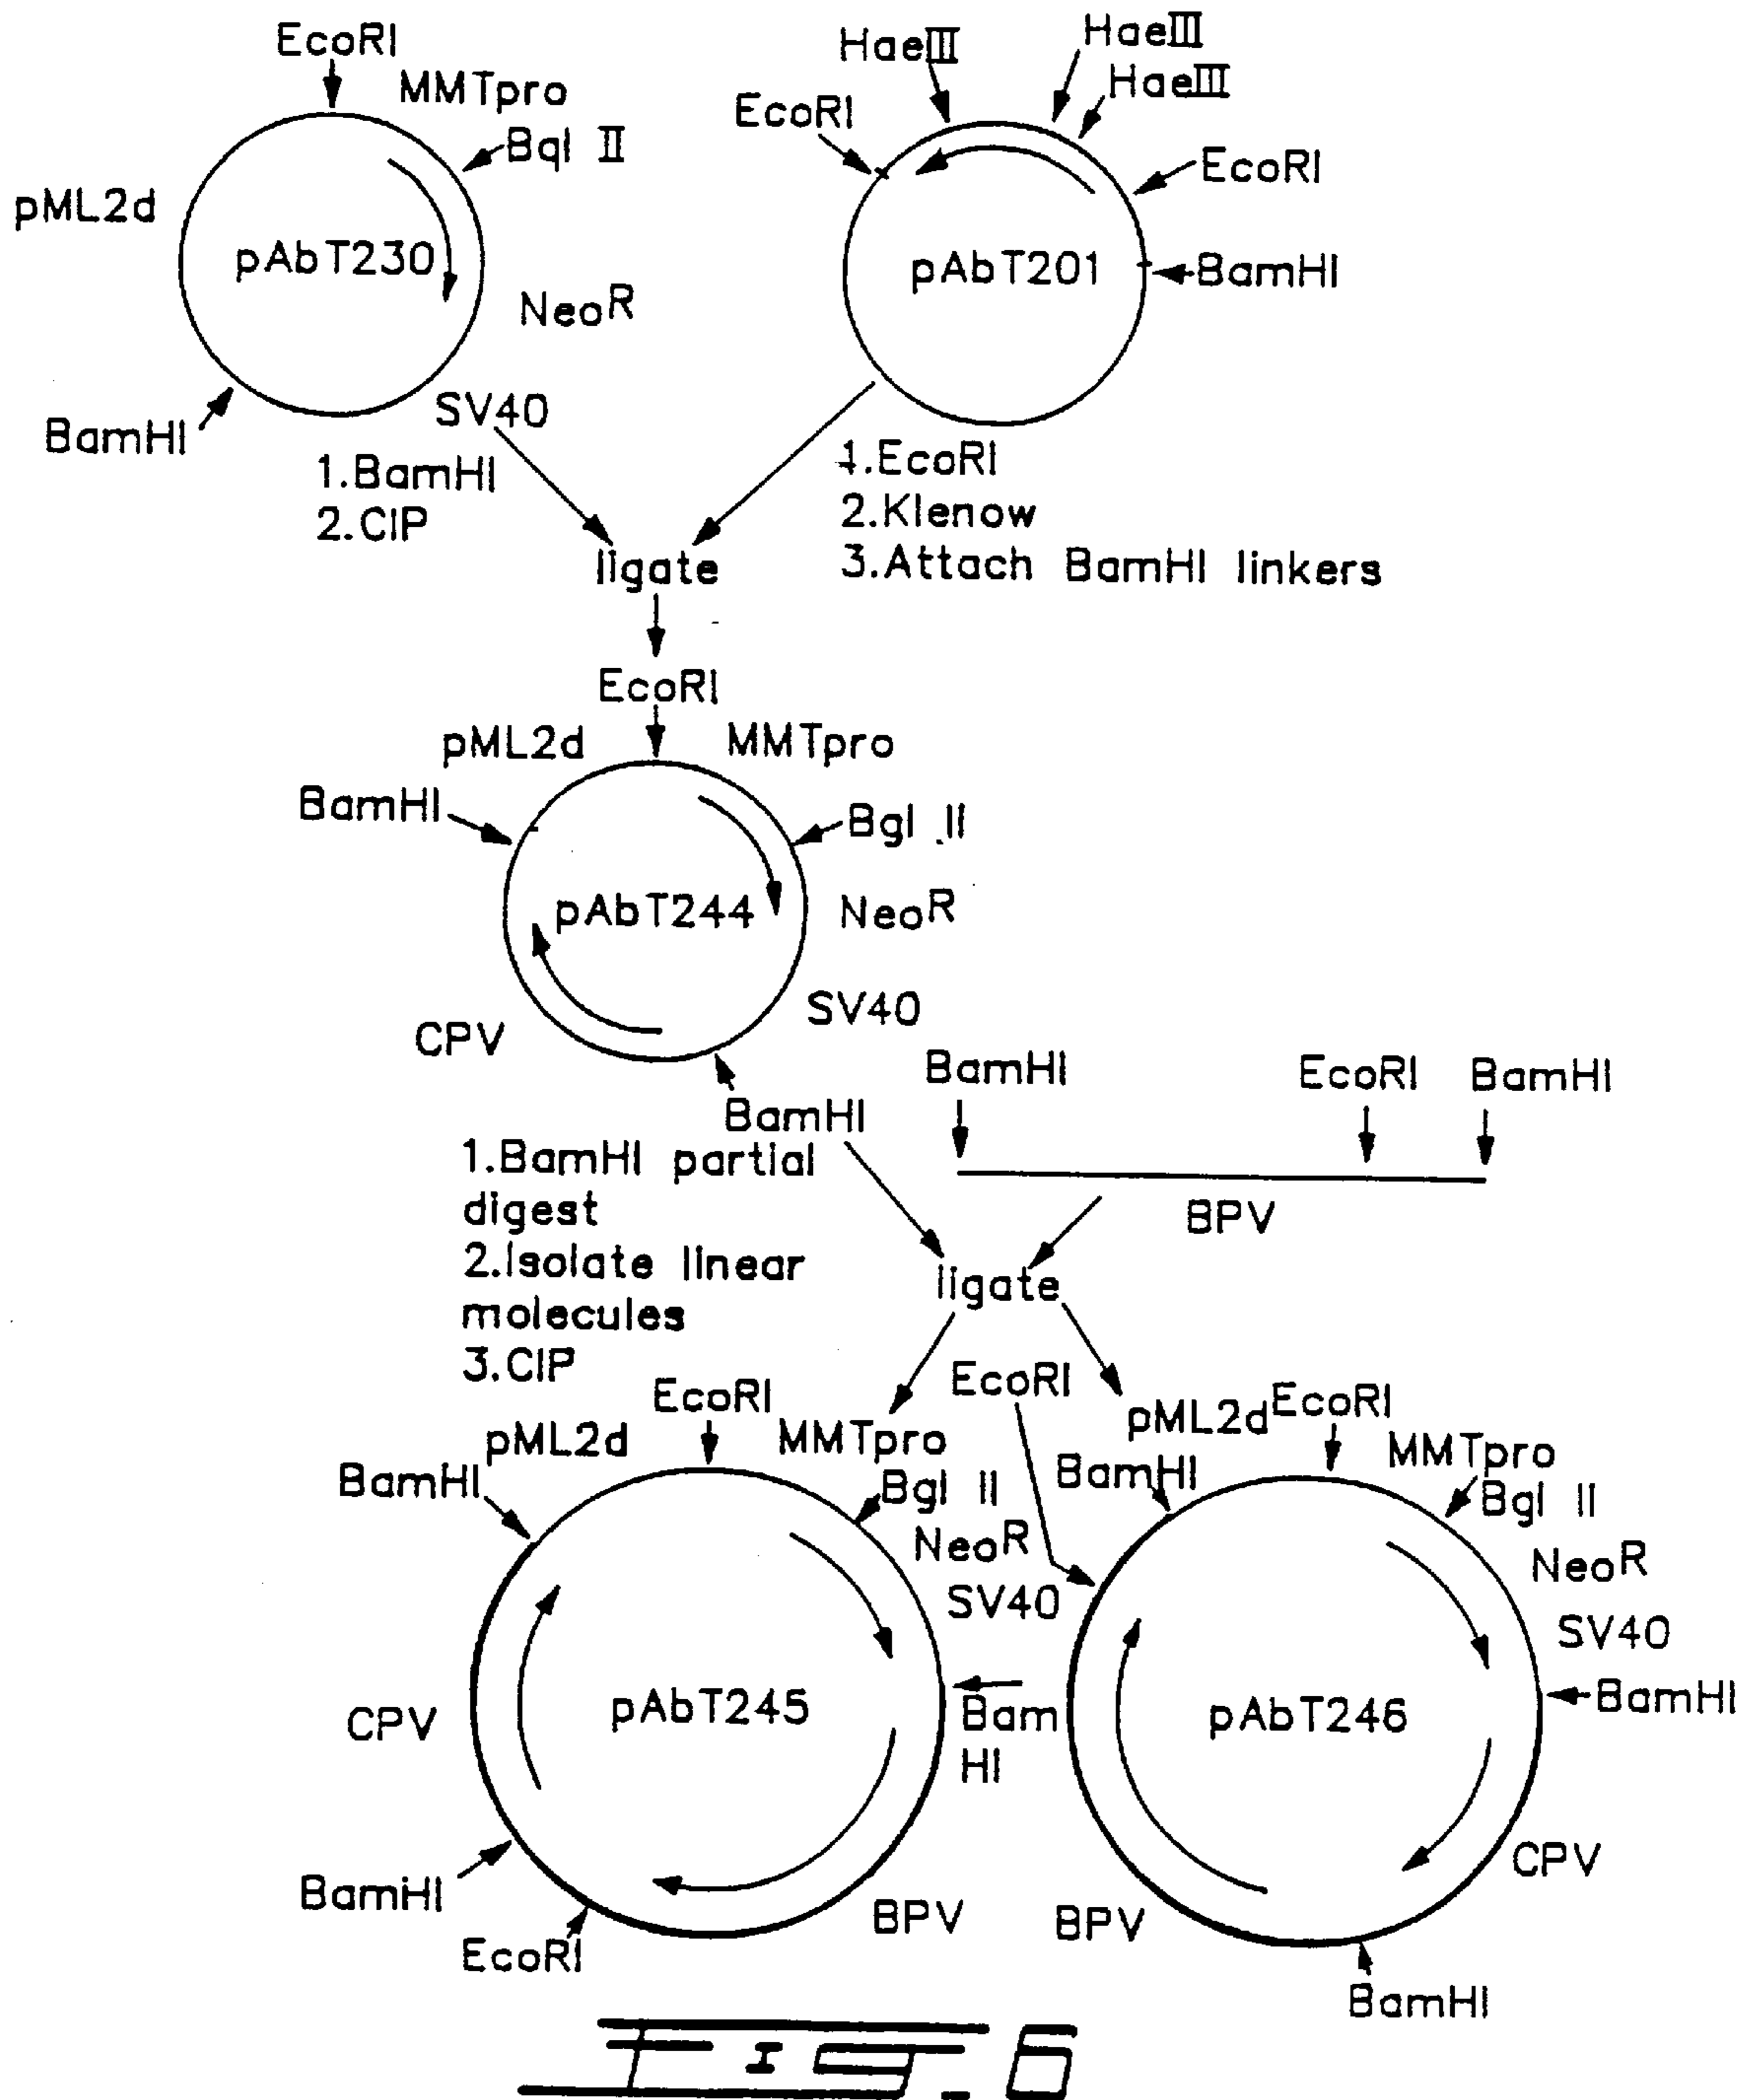 EcoRI
MMTpro
Bql II
pML2d
pAbT230
NeoR
SV40
BamHI
1.BamHI
2.CIP
HaeIII
HaeIII
HaeIII
EcoRI
EcoRI
pAbT201
BamHI
1.EcoRI
2.Klenow
3.Attach BamHI linkers
ligate
EcoRI
pML2d
MMTpro
BamHI
Bgl II
pAbT244
NeoR
SV40
CPV
BamHI
1.BamHI partial
digest
2.Isolate linear
molecules
3.CIP
BamHI
EcoRI
BamHI
BPV
ligate
EcoRI
pML2d
MMTpro
BamHI
Bgl II
NeoR
SV40
pAbT245
CPV
Bam
HI
BamHI
EcoRI
BPV
EcoRI
pML2d
EcoRI
BamHI
MMTpro
Bgl II
NeoR
SV40
pAbT246
BamHI
CPV
BPV
BamHI
FIG. 6